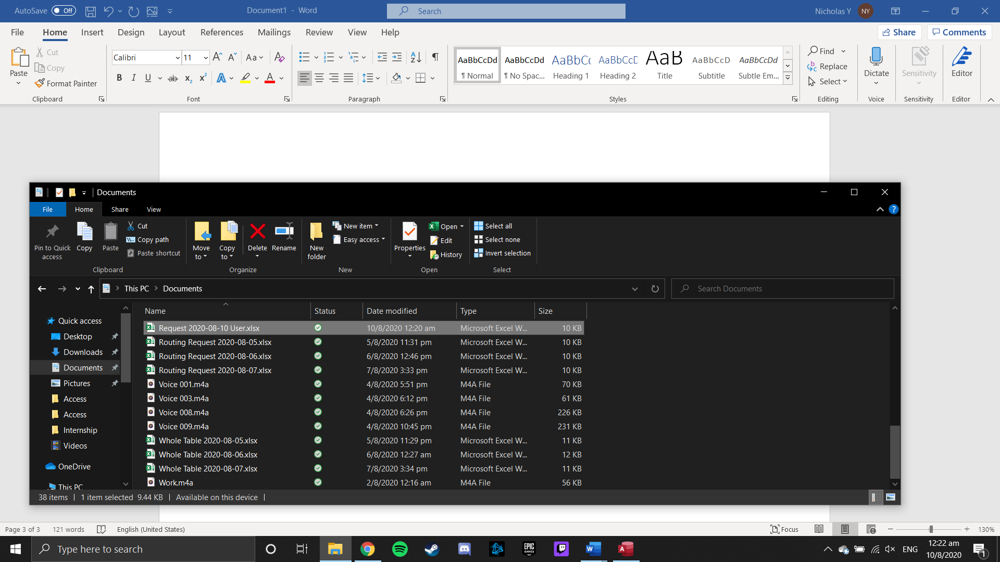 AutoSave Off Document1 - Word Search Nicholas Y NY
File Home Insert Design Layout References Mailings Review View Help Share Comments
Paste Cut Copy Format Painter Clipboard
Calibri 11 Aa Font
B I U ab x2 x2 A A
Paragraph
AaBbCcDd ¶ Normal
AaBbCcDd ¶ No Spac...
AaBbCc Heading 1
AaBbCcD Heading 2
AaB Title
AaBbCcD Subtitle
AaBbCcDd Subtle Em...
Styles
Find Replace Select Editing
Dictate Voice
Sensitivity Sensitivity
Editor Editor
Documents
File Home Share View
Pin to Quick access Copy Paste Cut Copy path Paste shortcut Clipboard
Move to Copy to Delete Rename Organize
New folder New item Easy access New
Properties Open Edit History Open
Select all Select none Invert selection Select
This PC Documents Search Documents
Quick access
Desktop
Downloads
Documents
Pictures
Access
Access
Internship
Videos
OneDrive
This PC
Name Status Date modified Type Size
Request 2020-08-10 User.xlsx 10/8/2020 12:20 am Microsoft Excel W... 10 KB
Routing Request 2020-08-05.xlsx 5/8/2020 11:31 pm Microsoft Excel W... 10 KB
Routing Request 2020-08-06.xlsx 6/8/2020 12:46 pm Microsoft Excel W... 10 KB
Routing Request 2020-08-07.xlsx 7/8/2020 3:33 pm Microsoft Excel W... 10 KB
Voice 001.m4a 4/8/2020 5:51 pm M4A File 70 KB
Voice 003.m4a 4/8/2020 6:12 pm M4A File 61 KB
Voice 008.m4a 4/8/2020 6:26 pm M4A File 226 KB
Voice 009.m4a 4/8/2020 10:45 pm M4A File 231 KB
Whole Table 2020-08-05.xlsx 5/8/2020 11:29 pm Microsoft Excel W... 11 KB
Whole Table 2020-08-06.xlsx 6/8/2020 12:27 am Microsoft Excel W... 12 KB
Whole Table 2020-08-07.xlsx 7/8/2020 3:34 pm Microsoft Excel W... 11 KB
Work.m4a 2/8/2020 12:16 am M4A File 56 KB
38 items 1 item selected 9.44 KB Available on this device
Page 3 of 3 121 words English (United States) Focus 130%
Type here to search EPIC GAMES ENG 12:22 am
10/8/2020 1